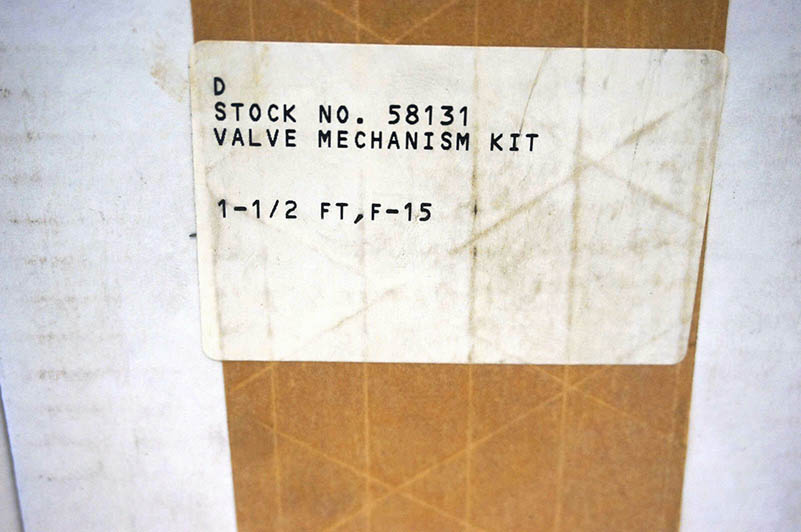 D
STOCK NO. 58131
VALVE MECHANISM KIT
1-1/2 FT,F-15